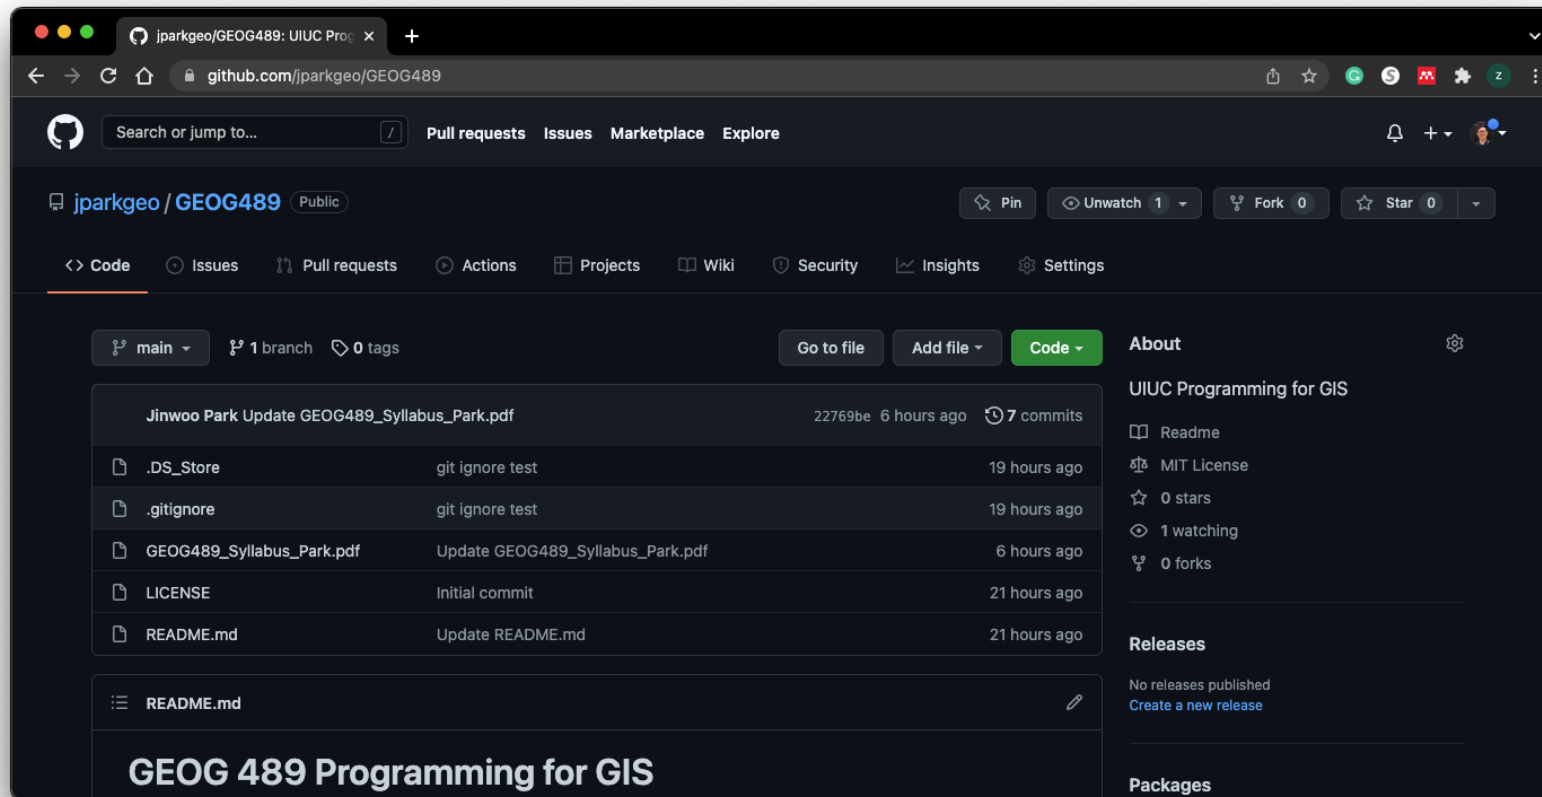 jparkgeo/GEOG489: UIUC Prog
github.com/jparkgeo/GEOG489
Z
Search or jump to... /
Pull requests Issues Marketplace Explore
jparkgeo / GEOG489 Public
Pin Unwatch 1 Fork 0 Star 0
<> Code Issues Pull requests Actions Projects Wiki Security Insights Settings
main 1 branch 0 tags Go to file Add file Code
Jinwoo Park Update GEOG489_Syllabus_Park.pdf 22769be 6 hours ago 7 commits
.DS_Store git ignore test 19 hours ago
.gitignore git ignore test 19 hours ago
GEOG489_Syllabus_Park.pdf Update GEOG489_Syllabus_Park.pdf 6 hours ago
LICENSE Initial commit 21 hours ago
README.md Update README.md 21 hours ago
README.md
GEOG 489 Programming for GIS
About
UIUC Programming for GIS
Readme
MIT License
0 stars
1 watching
0 forks
Releases
No releases published
Create a new release
Packages